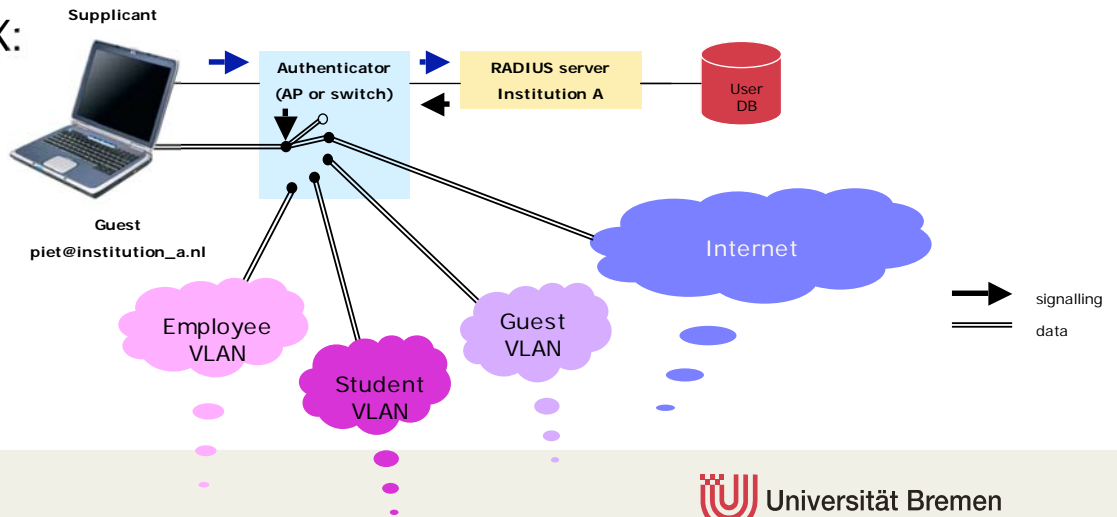 Supplicant
X:
Authenticator
(AP or switch)
RADIUS server
Institution A
User
DB
Guest
piet@institution_a.nl
Internet
signalling
data
Employee
VLAN
Student
VLAN
Guest
VLAN
Universität Bremen